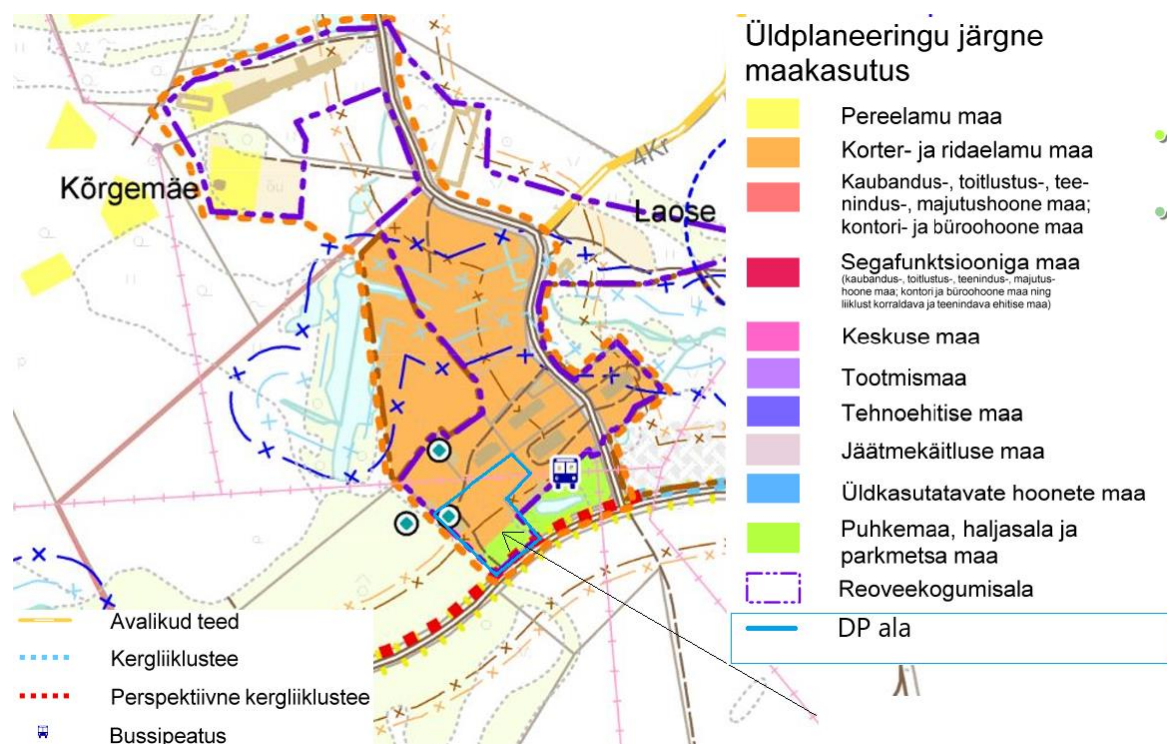 Üldplaneeringu järgne
maakasutus
Pereelamu maa
Korter- ja ridaelamu maa
Kaubandus-, toitlustus-, tee-
nindus-, majutushoone maa;
kontori- ja büroohoone maa
Segafunktsiooniga maa
(kaubandus-, toitlustus-, teenindus-, majutus-
hoone maa; kontori ja büroohoone maa ning
liiklust korraldava ja teenindava ehitise maa)
Keskuse maa
Tootmismaa
Tehnoehitise maa
Jäätmekäitluse maa
Üldkasutatavate hoonete maa
Puhkemaa, haljasala ja
parkmetsa maa
Reoveekogumisala
DP ala
Kõrgemäe
4Kr
Laose
Avalikud teed
Kergliiklustee
Perspektiivne kergliiklustee
Bussipeatus